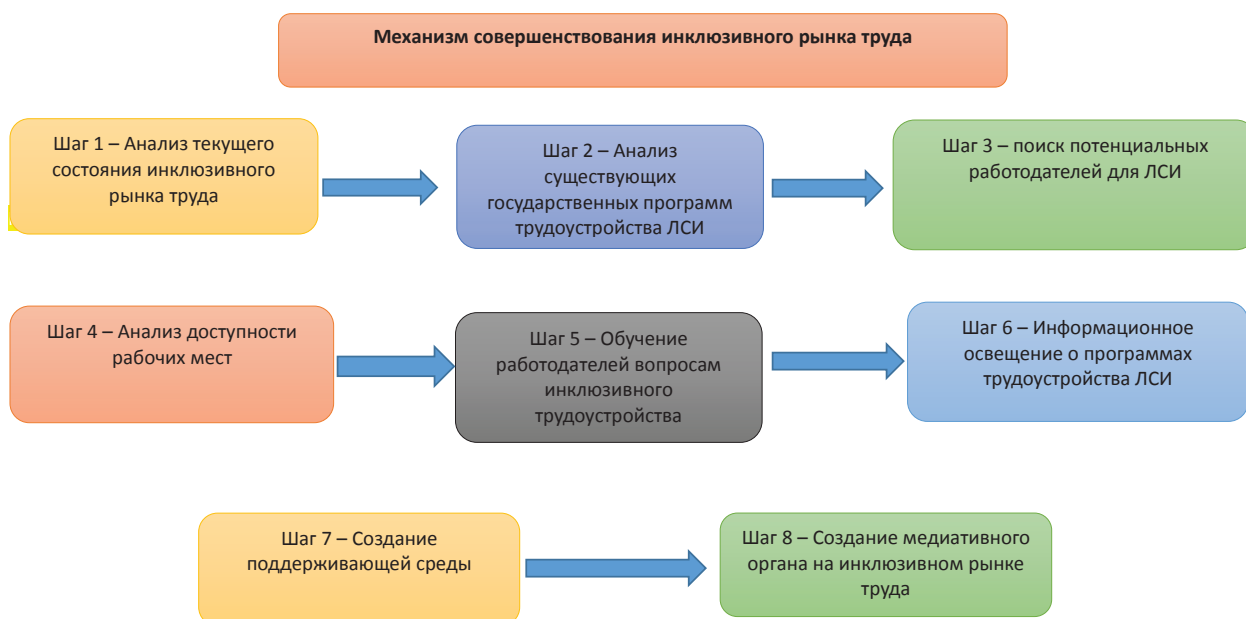 Механизм совершенствования инклюзивного рынка труда
Шаг 1 – Анализ текущего
состояния инклюзивного
рынка труда
Шаг 2 – Анализ
существующих
государственных программ
трудоустройства ЛСИ
Шаг 3 – поиск потенциальных
работодателей для ЛСИ
Шаг 4 – Анализ доступности
рабочих мест
Шаг 5 – Обучение
работодателей вопросам
инклюзивного
трудоустройства
Шаг 6 – Информационное
освещение о программах
трудоустройства ЛСИ
Шаг 7 – Создание
поддерживающей среды
Шаг 8 – Создание медиативного
органа на инклюзивном рынке
труда